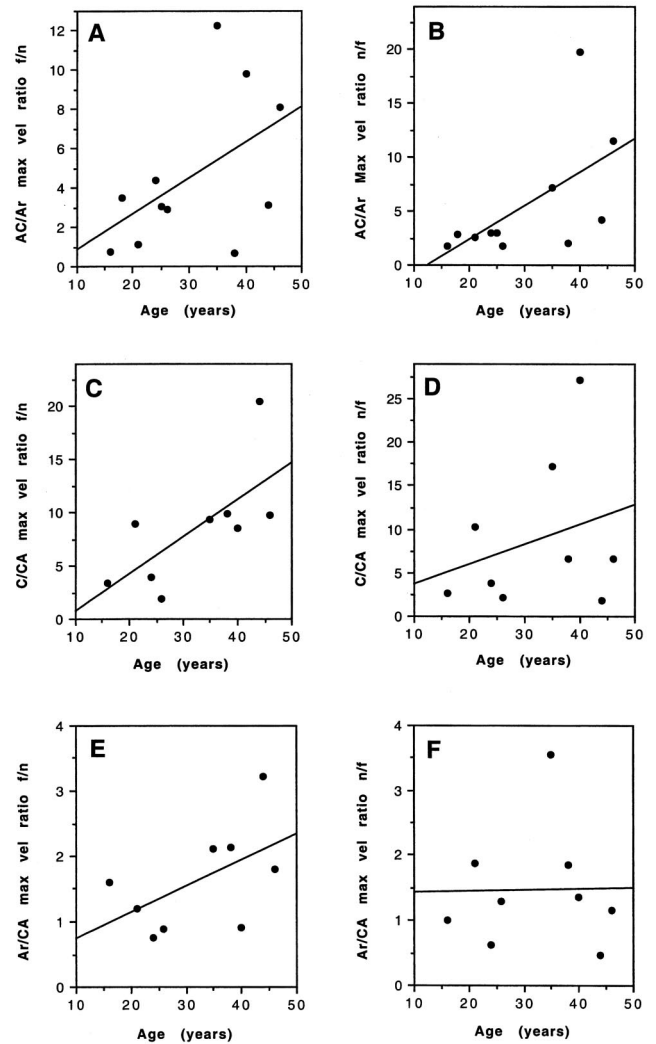 A
AC/Ar max vel ratio f/n
12
10
8
6
4
2
0
10 20 30 40 50
Age (years)
B
AC/Ar Max vel ratio n/f
20
15
10
5
0
10 20 30 40 50
Age (years)
C
C/CA max vel ratio f/n
20
15
10
5
0
10 20 30 40 50
Age (years)
D
C/CA max vel ratio n/f
25
20
15
10
5
0
10 20 30 40 50
Age (years)
E
Ar/CA max vel ratio f/n
4
3
2
1
0
10 20 30 40 50
Age (years)
F
Ar/CA max vel ratio n/f
4
3
2
1
0
10 20 30 40 50
Age (years)